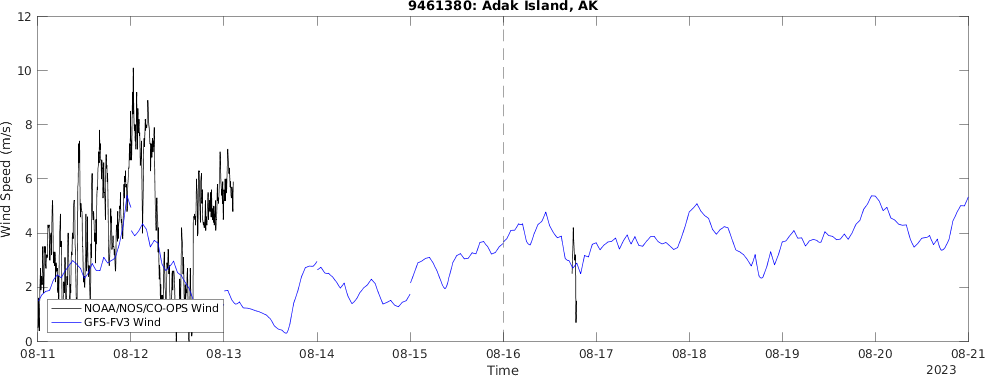 9461380: Adak Island, AK
Wind Speed (m/s)
12
10
8
6
4
2
0
NOAA/NOS/CO-OPS Wind
GFS-FV3 Wind
08-11 08-12 08-13 08-14 08-15 08-16 08-17 08-18 08-19 08-20 08-21
Time
2023